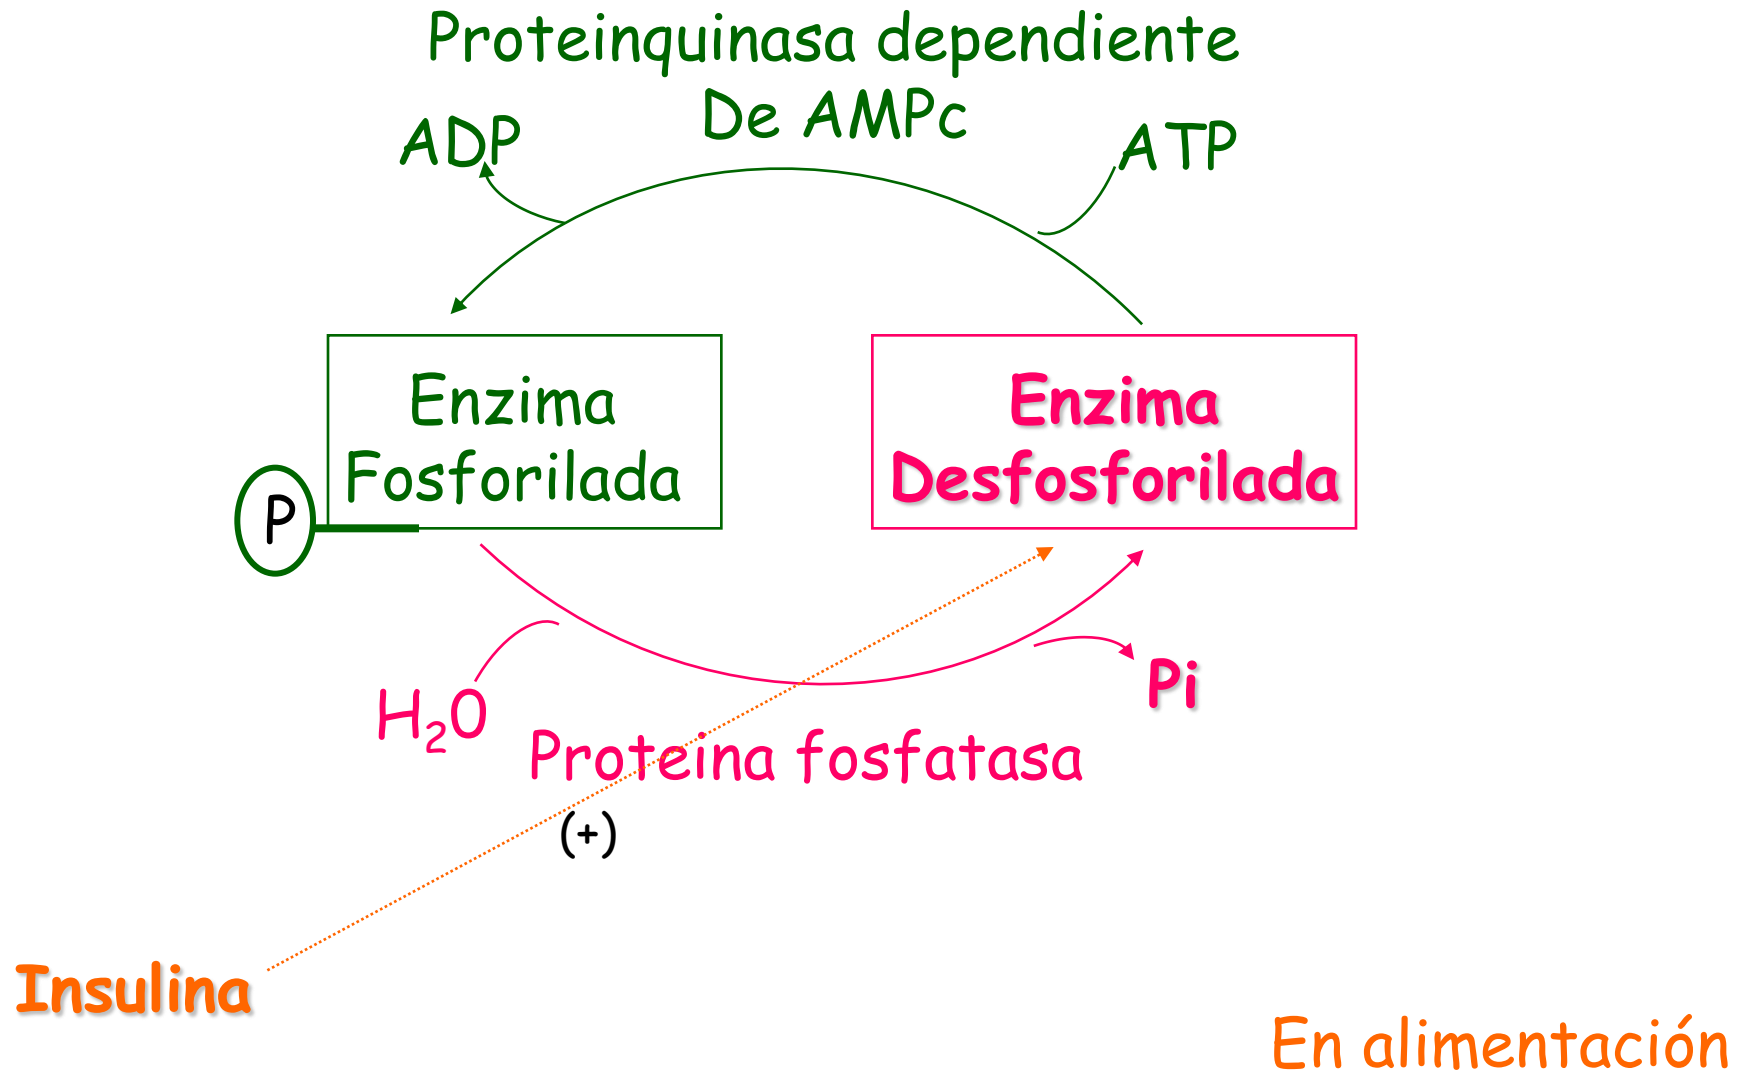 Proteinquinasa dependiente
De AMPc
ADP
ATP
Enzima
Fosforilada
Enzima
Desfosforilada
P
H₂O
Pi
Proteina fosfatasa
(+)
Insulina
En alimentación